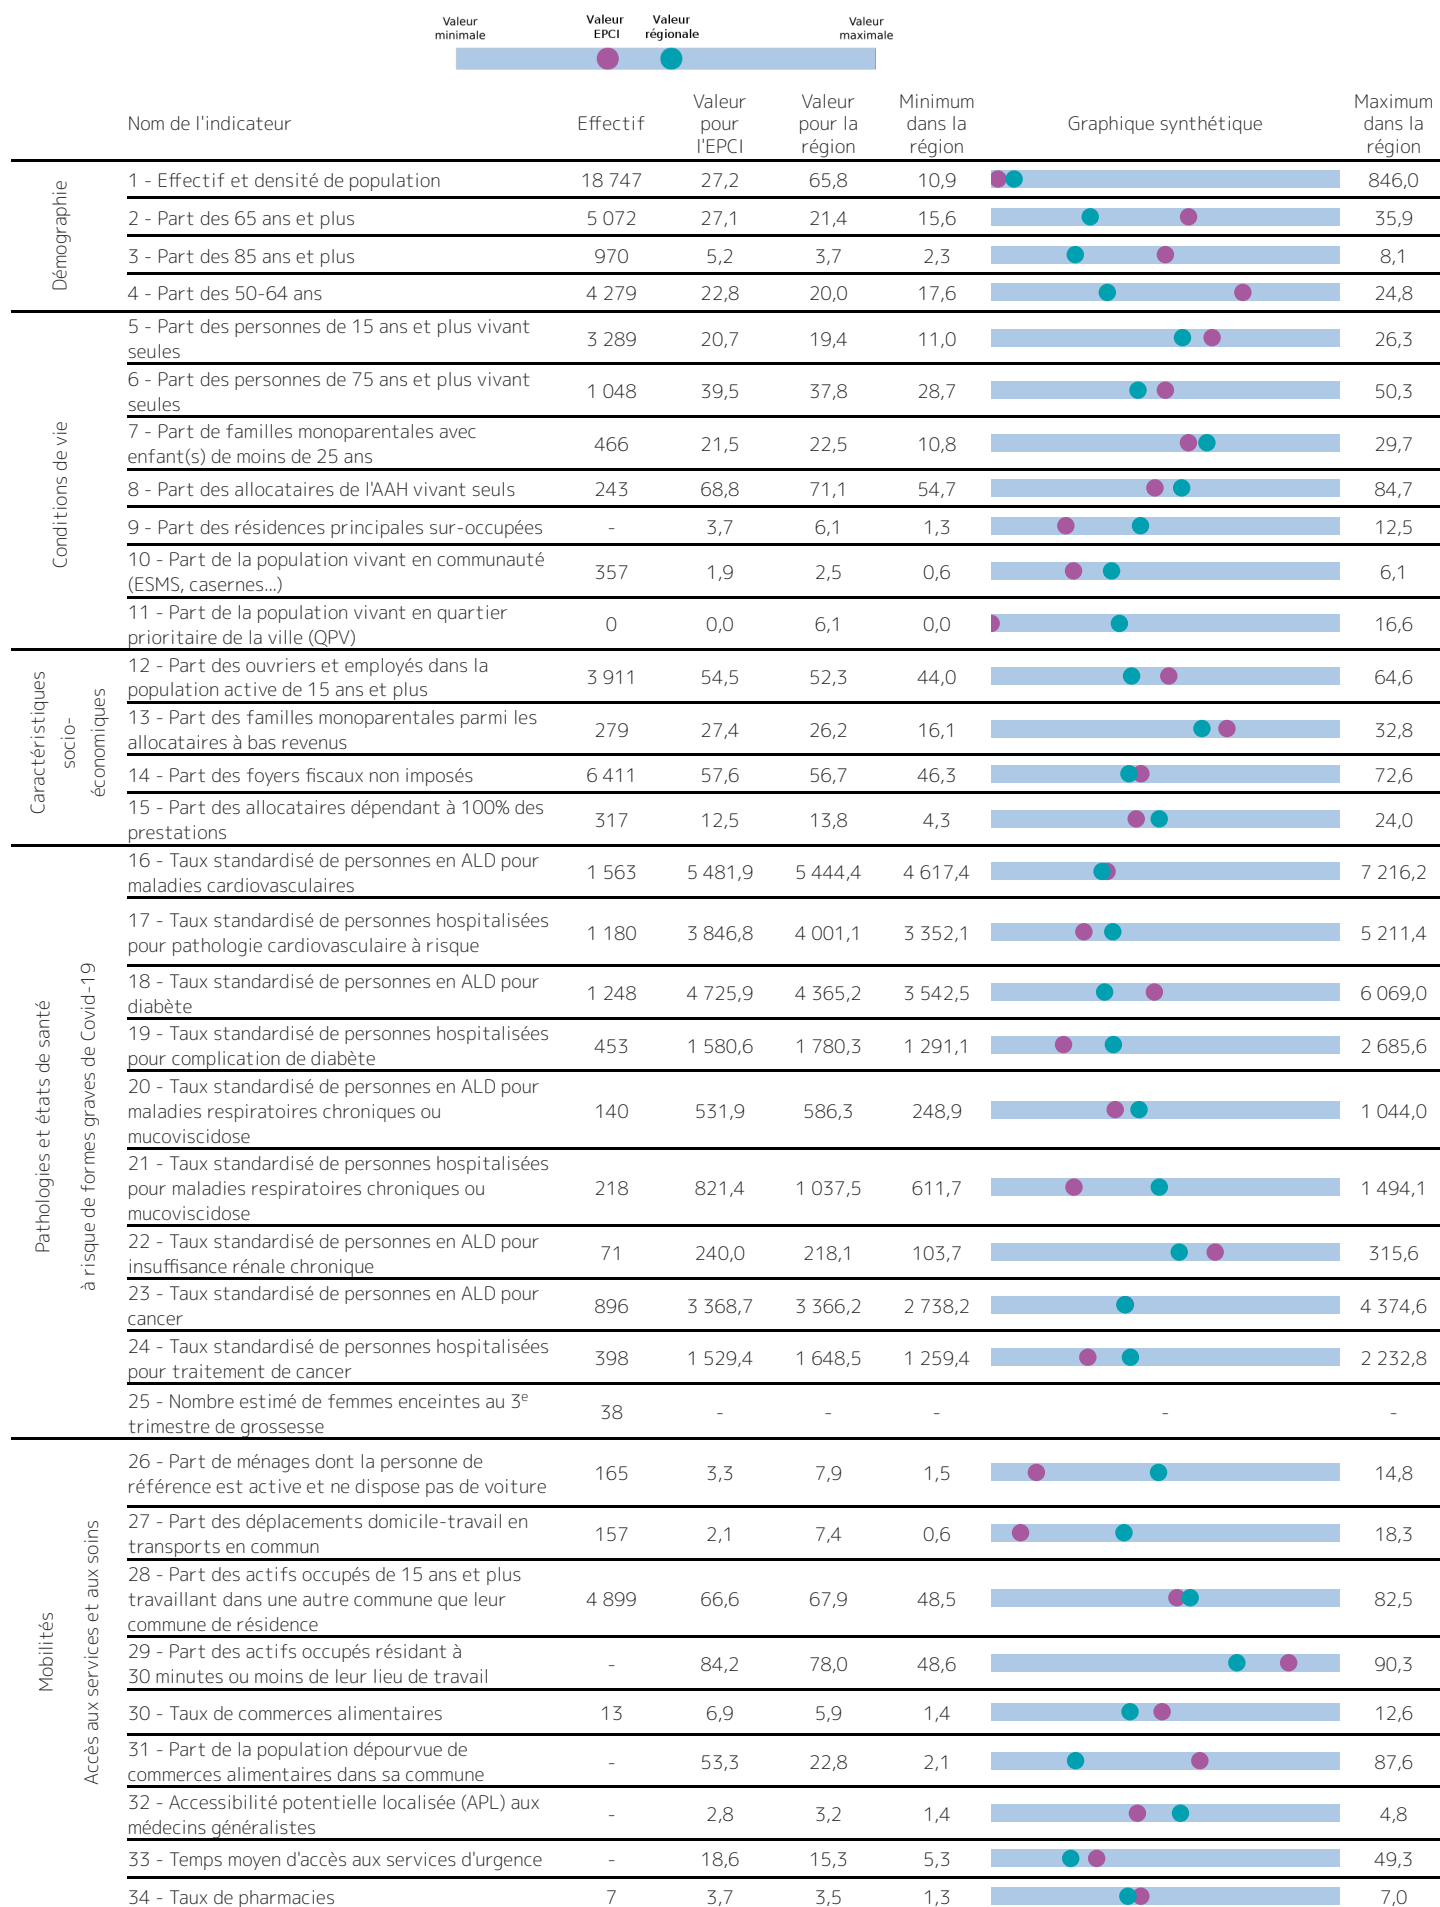 Valeur minimale
Valeur EPCI
Valeur régionale
Valeur maximale
Nom de l'indicateur
Effectif
Valeur pour l'EPCI
Valeur pour la région
Minimum dans la région
Graphique synthétique
Maximum dans la région
Démographie
1 - Effectif et densité de population 18 747 27,2 65,8 10,9 846,0
2 - Part des 65 ans et plus 5 072 27,1 21,4 15,6 35,9
3 - Part des 85 ans et plus 970 5,2 3,7 2,3 8,1
4 - Part des 50-64 ans 4 279 22,8 20,0 17,6 24,8
Conditions de vie
5 - Part des personnes de 15 ans et plus vivant
seules 3 289 20,7 19,4 11,0 26,3
6 - Part des personnes de 75 ans et plus vivant
seules 1 048 39,5 37,8 28,7 50,3
7 - Part de familles monoparentales avec
enfant(s) de moins de 25 ans 466 21,5 22,5 10,8 29,7
8 - Part des allocataires de l'AAH vivant seuls 243 68,8 71,1 54,7 84,7
9 - Part des résidences principales sur-occupées - 3,7 6,1 1,3 12,5
10 - Part de la population vivant en communauté
(ESMS, casernes...) 357 1,9 2,5 0,6 6,1
11 - Part de la population vivant en quartier
prioritaire de la ville (QPV) 0 0,0 6,1 0,0 16,6
Caractéristiques
socio-
économiques
12 - Part des ouvriers et employés dans la
population active de 15 ans et plus 3 911 54,5 52,3 44,0 64,6
13 - Part des familles monoparentales parmi les
allocataires à bas revenus 279 27,4 26,2 16,1 32,8
14 - Part des foyers fiscaux non imposés 6 411 57,6 56,7 46,3 72,6
15 - Part des allocataires dépendant à 100% des
prestations 317 12,5 13,8 4,3 24,0
Pathologies et états de santé
à risque de formes graves de Covid-19
16 - Taux standardisé de personnes en ALD pour
maladies cardiovasculaires 1 563 5 481,9 5 444,4 4 617,4 7 216,2
17 - Taux standardisé de personnes hospitalisées
pour pathologie cardiovasculaire à risque 1 180 3 846,8 4 001,1 3 352,1 5 211,4
18 - Taux standardisé de personnes en ALD pour
diabète 1 248 4 725,9 4 365,2 3 542,5 6 069,0
19 - Taux standardisé de personnes hospitalisées
pour complication de diabète 453 1 580,6 1 780,3 1 291,1 2 685,6
20 - Taux standardisé de personnes en ALD pour
maladies respiratoires chroniques ou
mucoviscidose 140 531,9 586,3 248,9 1 044,0
21 - Taux standardisé de personnes hospitalisées
pour maladies respiratoires chroniques ou
mucoviscidose 218 821,4 1 037,5 611,7 1 494,1
22 - Taux standardisé de personnes en ALD pour
insuffisance rénale chronique 71 240,0 218,1 103,7 315,6
23 - Taux standardisé de personnes en ALD pour
cancer 896 3 368,7 3 366,2 2 738,2 4 374,6
24 - Taux standardisé de personnes hospitalisées
pour traitement de cancer 398 1 529,4 1 648,5 1 259,4 2 232,8
25 - Nombre estimé de femmes enceintes au 3e
trimestre de grossesse 38 - - - - -
Mobilités
Accès aux services et aux soins
26 - Part de ménages dont la personne de
référence est active et ne dispose pas de voiture 165 3,3 7,9 1,5 14,8
27 - Part des déplacements domicile-travail en
transports en commun 157 2,1 7,4 0,6 18,3
28 - Part des actifs occupés de 15 ans et plus
travaillant dans une autre commune que leur
commune de résidence 4 899 66,6 67,9 48,5 82,5
29 - Part des actifs occupés résidant à
30 minutes ou moins de leur lieu de travail - 84,2 78,0 48,6 90,3
30 - Taux de commerces alimentaires 13 6,9 5,9 1,4 12,6
31 - Part de la population dépourvue de
commerces alimentaires dans sa commune - 53,3 22,8 2,1 87,6
32 - Accessibilité potentielle localisée (APL) aux
médecins généralistes - 2,8 3,2 1,4 4,8
33 - Temps moyen d'accès aux services d'urgence - 18,6 15,3 5,3 49,3
34 - Taux de pharmacies 7 3,7 3,5 1,3 7,0